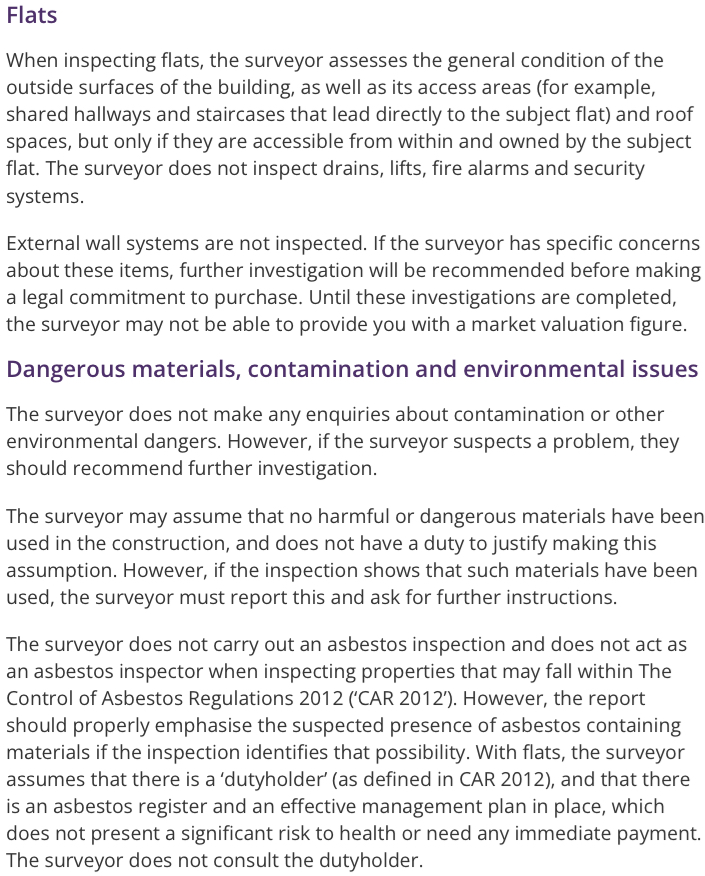 Flats
When inspecting flats, the surveyor assesses the general condition of the
outside surfaces of the building, as well as its access areas (for example,
shared hallways and staircases that lead directly to the subject flat) and roof
spaces, but only if they are accessible from within and owned by the subject
flat. The surveyor does not inspect drains, lifts, fire alarms and security
systems.
External wall systems are not inspected. If the surveyor has specific concerns
about these items, further investigation will be recommended before making
a legal commitment to purchase. Until these investigations are completed,
the surveyor may not be able to provide you with a market valuation figure.
Dangerous materials, contamination and environmental issues
The surveyor does not make any enquiries about contamination or other
environmental dangers. However, if the surveyor suspects a problem, they
should recommend further investigation.
The surveyor may assume that no harmful or dangerous materials have been
used in the construction, and does not have a duty to justify making this
assumption. However, if the inspection shows that such materials have been
used, the surveyor must report this and ask for further instructions.
The surveyor does not carry out an asbestos inspection and does not act as
an asbestos inspector when inspecting properties that may fall within The
Control of Asbestos Regulations 2012 (‘CAR 2012’). However, the report
should properly emphasise the suspected presence of asbestos containing
materials if the inspection identifies that possibility. With flats, the surveyor
assumes that there is a ‘dutyholder’ (as defined in CAR 2012), and that there
is an asbestos register and an effective management plan in place, which
does not present a significant risk to health or need any immediate payment.
The surveyor does not consult the dutyholder.